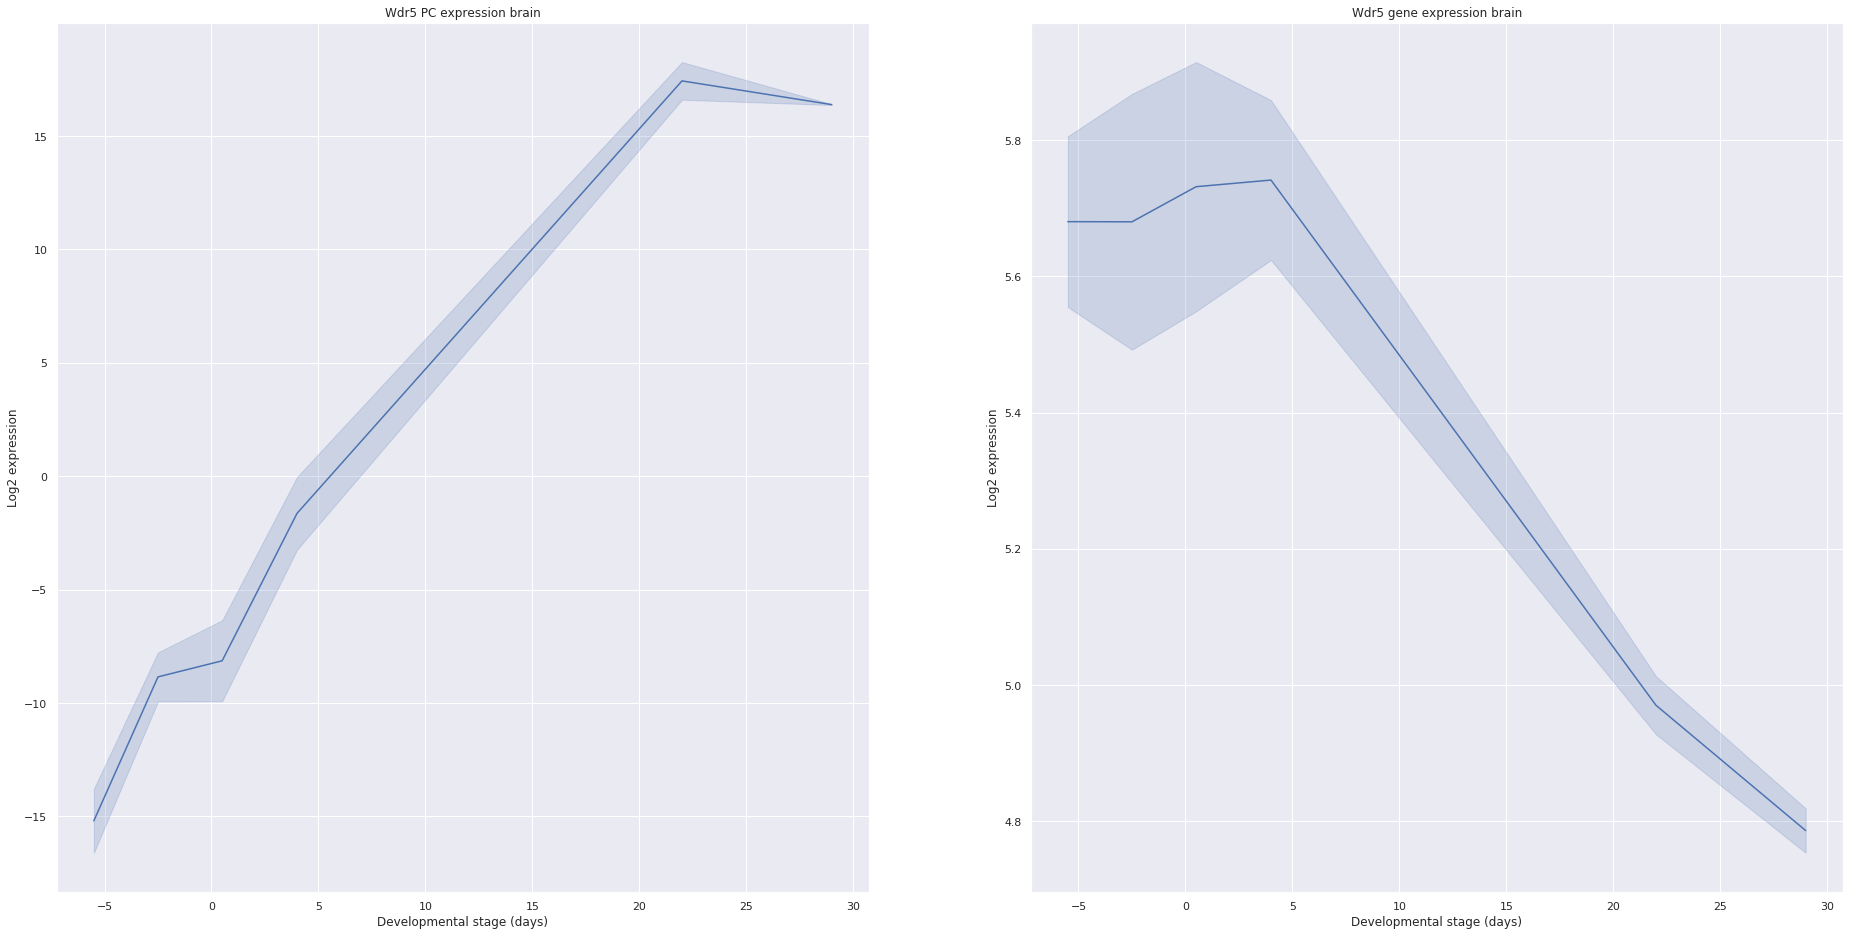 Wdr5 PC expression brain
Log2 expression
15
10
5
0
−5
−10
−15
−5 0 5 10 15 20 25 30
Developmental stage (days)
Wdr5 gene expression brain
Log2 expression
5.8
5.6
5.4
5.2
5.0
4.8
−5 0 5 10 15 20 25 30
Developmental stage (days)